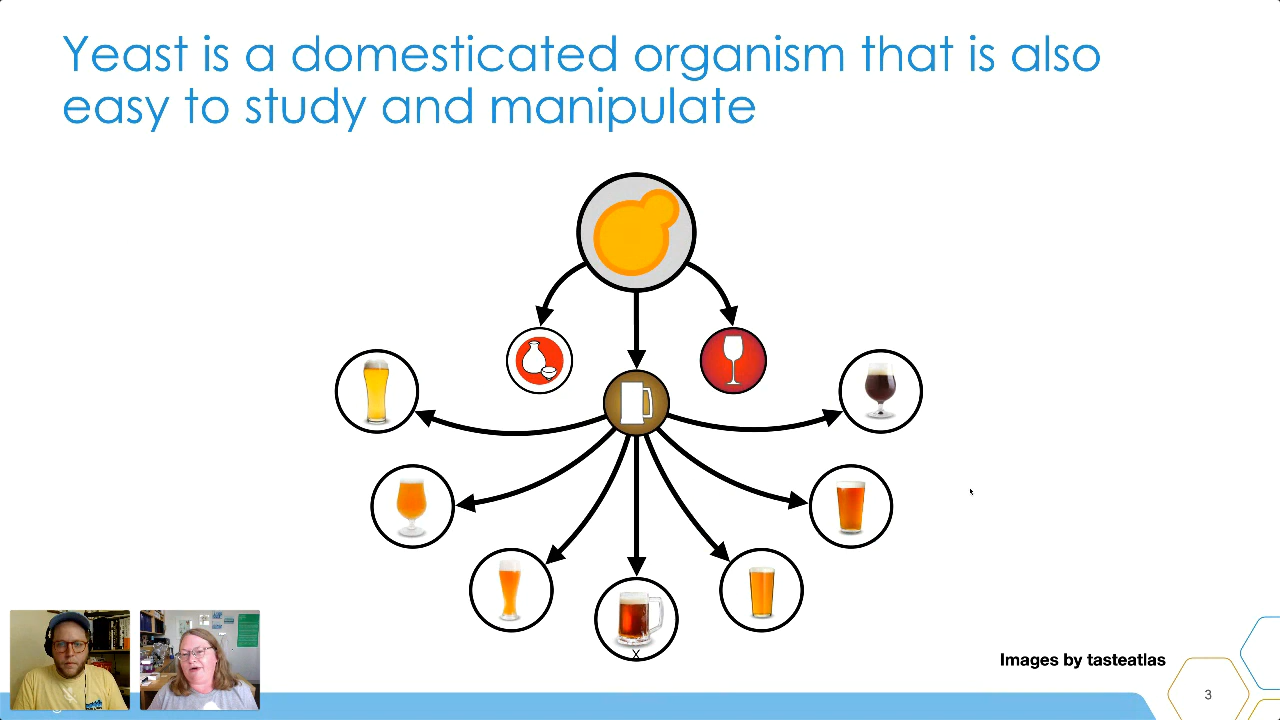 Yeast is a domesticated organism that is also
easy to study and manipulate
X
Images by tasteatlas
3